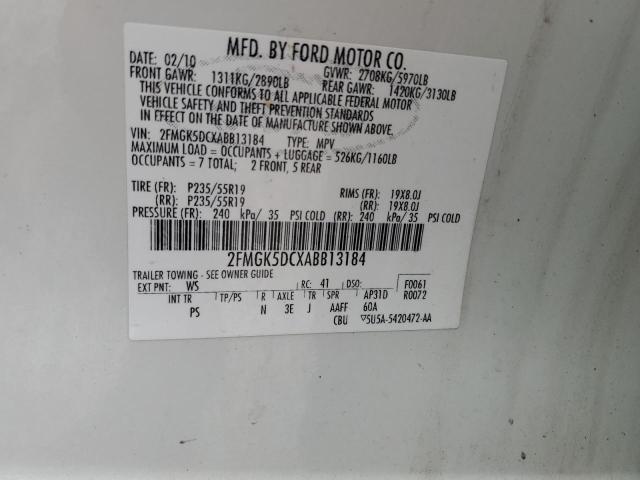 MFD. BY FORD MOTOR CO.
DATE: 02/10 GVWR: 2708KG/5970LB
FRONT GAWR: 1311KG/2890LB REAR GAWR: 1420KG/3130LB
THIS VEHICLE CONFORMS TO ALL APPLICABLE FEDERAL MOTOR
VEHICLE SAFETY AND THEFT PREVENTION STANDARDS
IN EFFECT ON THE DATE OF MANUFACTURE SHOWN ABOVE.
VIN: 2FMGK5DCXABB13184 TYPE: MPV
MAXIMUM LOAD = OCCUPANTS + LUGGAGE = 526KG/1160LB
OCCUPANTS = 7 TOTAL; 2 FRONT, 5 REAR
TIRE (FR): P235/55R19 RIMS (FR): 19X8.0J
(RR): P235/55R19 (RR): 19X8.0J
PRESSURE (FR): 240 kPa/ 35 PSI COLD (RR): 240 kPa/ 35 PSI COLD
2FMGK5DCXABB13184
TRAILER TOWING - SEE OWNER GUIDE
EXT PNT: WS RC: 41 DSO: F0061
INT TR TP/PS R AXLE TR SPR AP31D R0072
PS N 3E J AAFF 60A
CBU 5U5A-5420472-AA